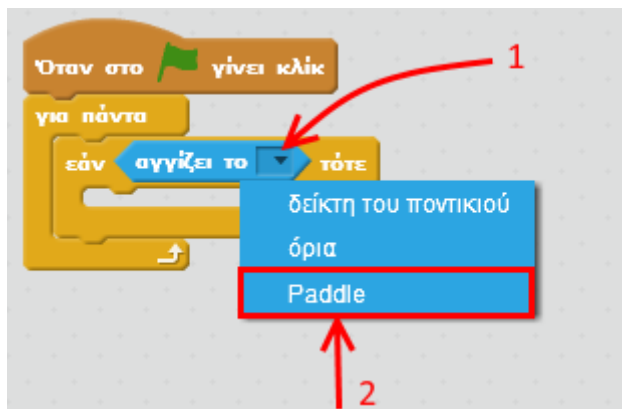 Όταν στο γίνει κλίκ
1
για πάντα
εάν αγγίζει το τότε
δείκτη του ποντικιού
όρια
Paddle
2